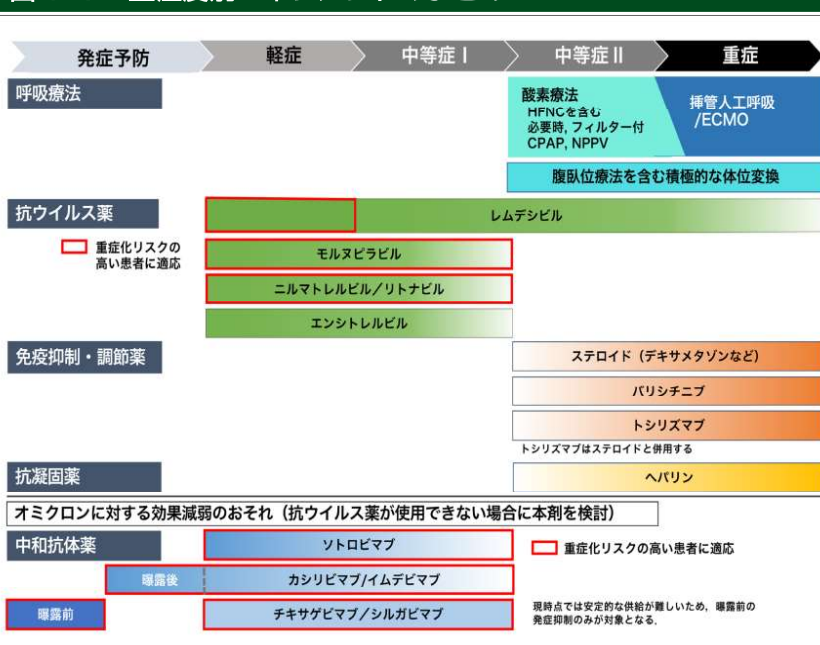 発症予防
軽症
中等症 I
中等症 II
重症
呼吸療法
酸素療法
HFNCを含む
必要時, フィルター付
CPAP, NPPV
挿管人工呼吸
/ECMO
腹臥位療法を含む積極的な体位変換
抗ウイルス薬
レムデシビル
重症化リスクの
高い患者に適応
モルヌピラビル
ニルマトレルビル/リトナビル
エンシトレルビル
免疫抑制・調節薬
ステロイド（デキサメタゾンなど）
バリシチニブ
トシリズマブ
トシリズマブはステロイドと併用する
抗凝固薬
ヘパリン
オミクロンに対する効果減弱のおそれ（抗ウイルス薬が使用できない場合に本剤を検討）
中和抗体薬
ソトロビマブ
重症化リスクの高い患者に適応
曝露後
カシリビマブ/イムデビマブ
曝露前
チキサゲビマブ/シルガビマブ
現時点では安定的な供給が難しいため，曝露前の
発症抑制のみが対象となる．